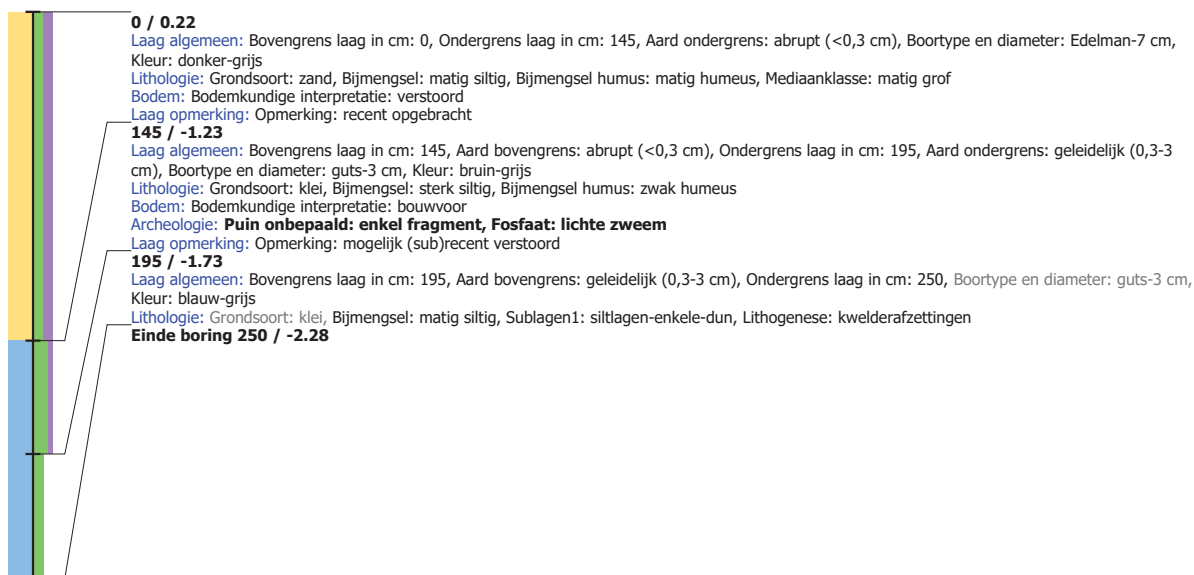 0 / 0.22
Laag algemeen: Bovengrens laag in cm: 0, Ondergrens laag in cm: 145, Aard ondergrens: abrupt (<0,3 cm), Boortype en diameter: Edelman-7 cm,
Kleur: donker-grijs
Lithologie: Grondsoort: zand, Bijmengsel: matig siltig, Bijmengsel humus: matig humeus, Mediaanklasse: matig grof
Bodem: Bodemkundige interpretatie: verstoord
Laag opmerking: Opmerking: recent opgebracht
145 / -1.23
Laag algemeen: Bovengrens laag in cm: 145, Aard bovengrens: abrupt (<0,3 cm), Ondergrens laag in cm: 195, Aard ondergrens: geleidelijk (0,3-3
cm), Boortype en diameter: guts-3 cm, Kleur: bruin-grijs
Lithologie: Grondsoort: klei, Bijmengsel: sterk siltig, Bijmengsel humus: zwak humeus
Bodem: Bodemkundige interpretatie: bouwvoor
Archeologie: Puin onbepaald: enkel fragment, Fosfaat: lichte zweem
Laag opmerking: Opmerking: mogelijk (sub)recent verstoord
195 / -1.73
Laag algemeen: Bovengrens laag in cm: 195, Aard bovengrens: geleidelijk (0,3-3 cm), Ondergrens laag in cm: 250, Boortype en diameter: guts-3 cm,
Kleur: blauw-grijs
Lithologie: Grondsoort: klei, Bijmengsel: matig siltig, Sublagen1: siltlagen-enkele-dun, Lithogenese: kwelderafzettingen
Einde boring 250 / -2.28